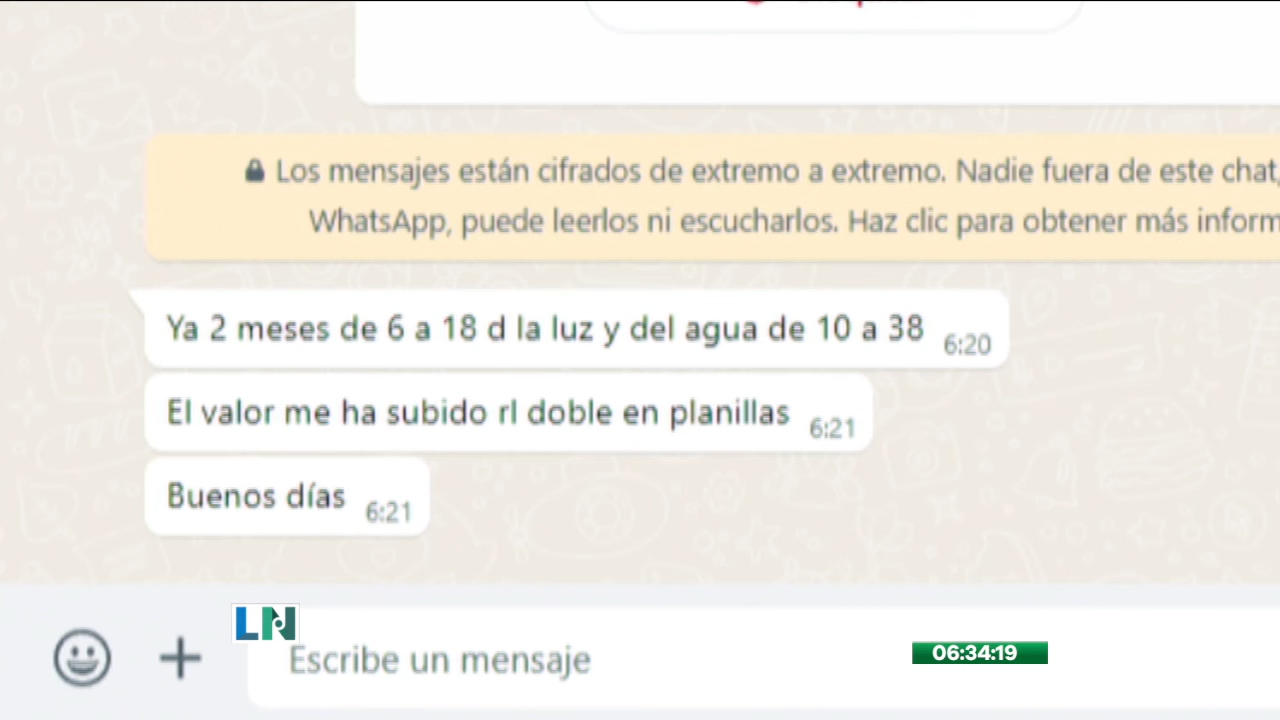 Los mensajes están cifrados de extremo a extremo. Nadie fuera de este chat,
WhatsApp, puede leerlos ni escucharlos. Haz clic para obtener más inform
Ya 2 meses de 6 a 18 d la luz y del agua de 10 a 38 6:20
El valor me ha subido rl doble en planillas 6:21
Buenos días 6:21
LN
Escribe un mensaje
06:34:19